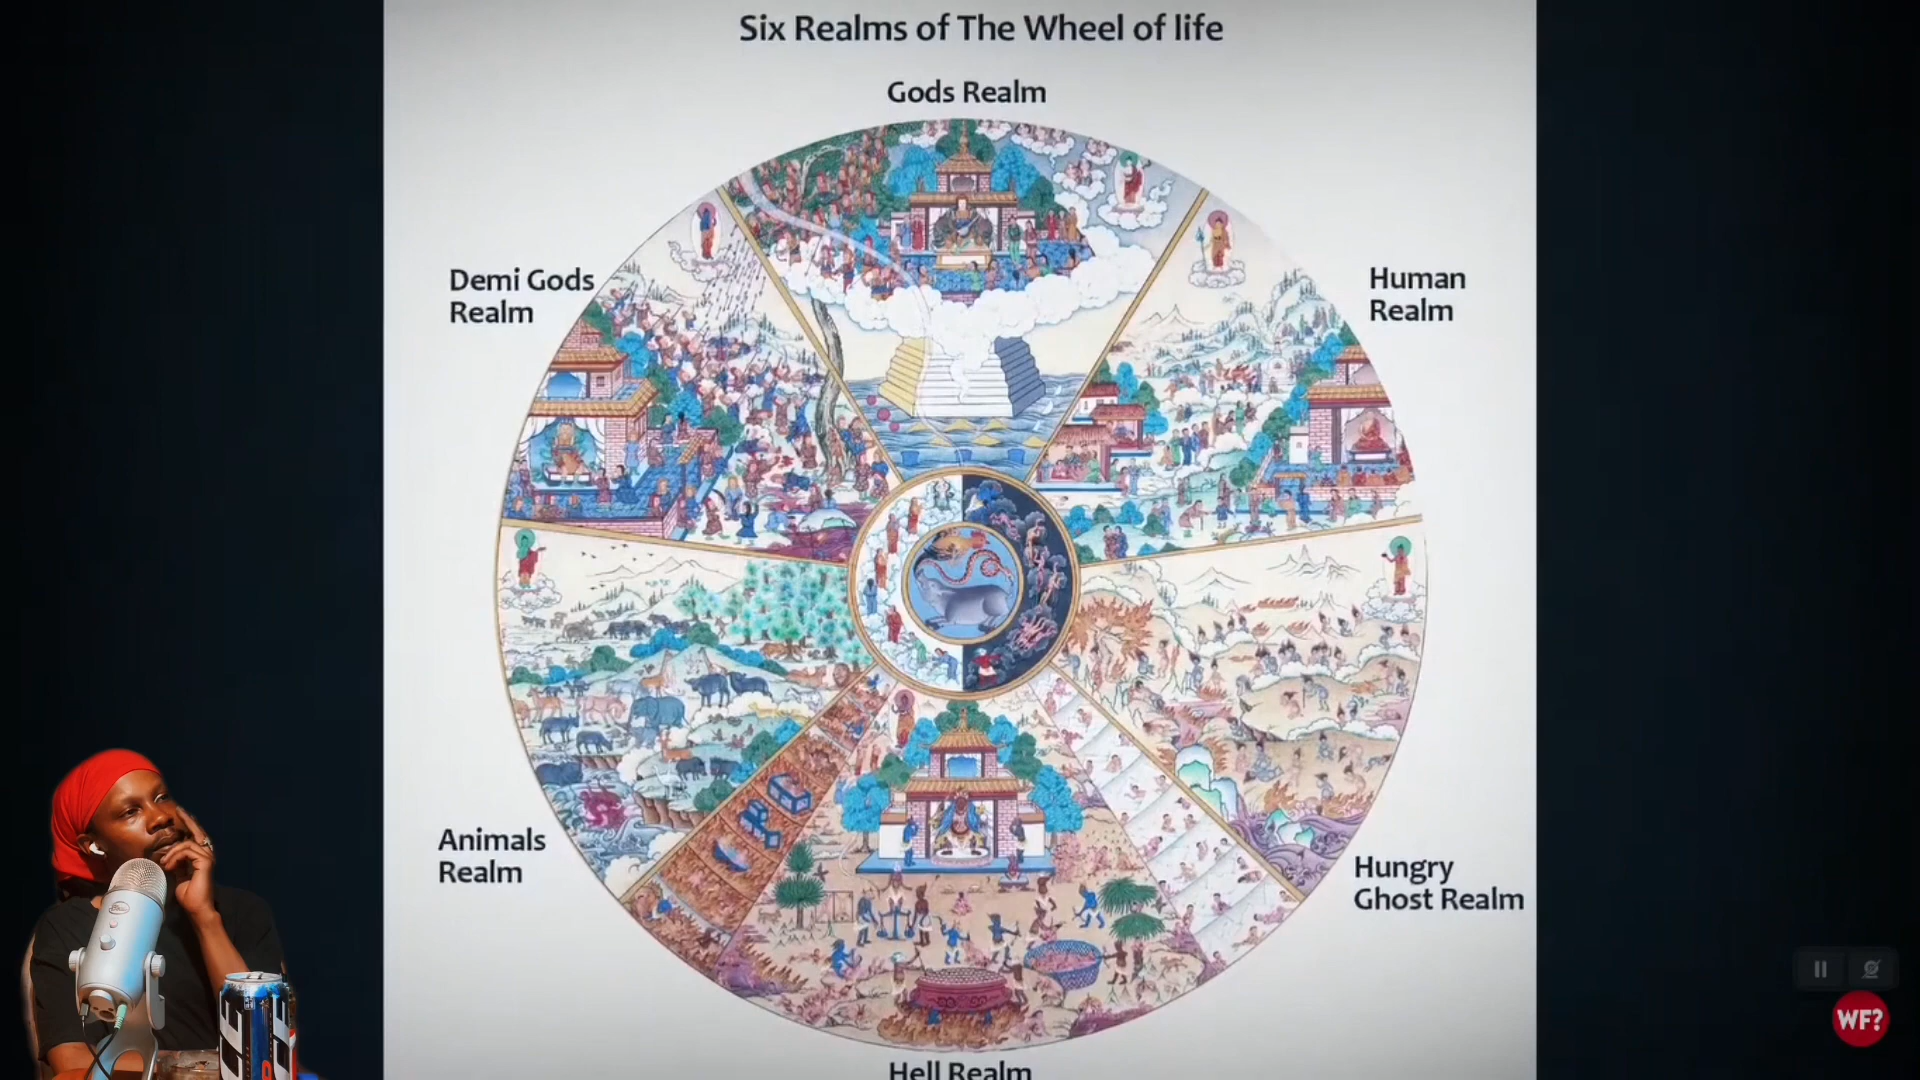 Six Realms of The Wheel of life
Gods Realm
Demi Gods
Realm
Human
Realm
Animals
Realm
Hungry
Ghost Realm
Hell Realm
WF?